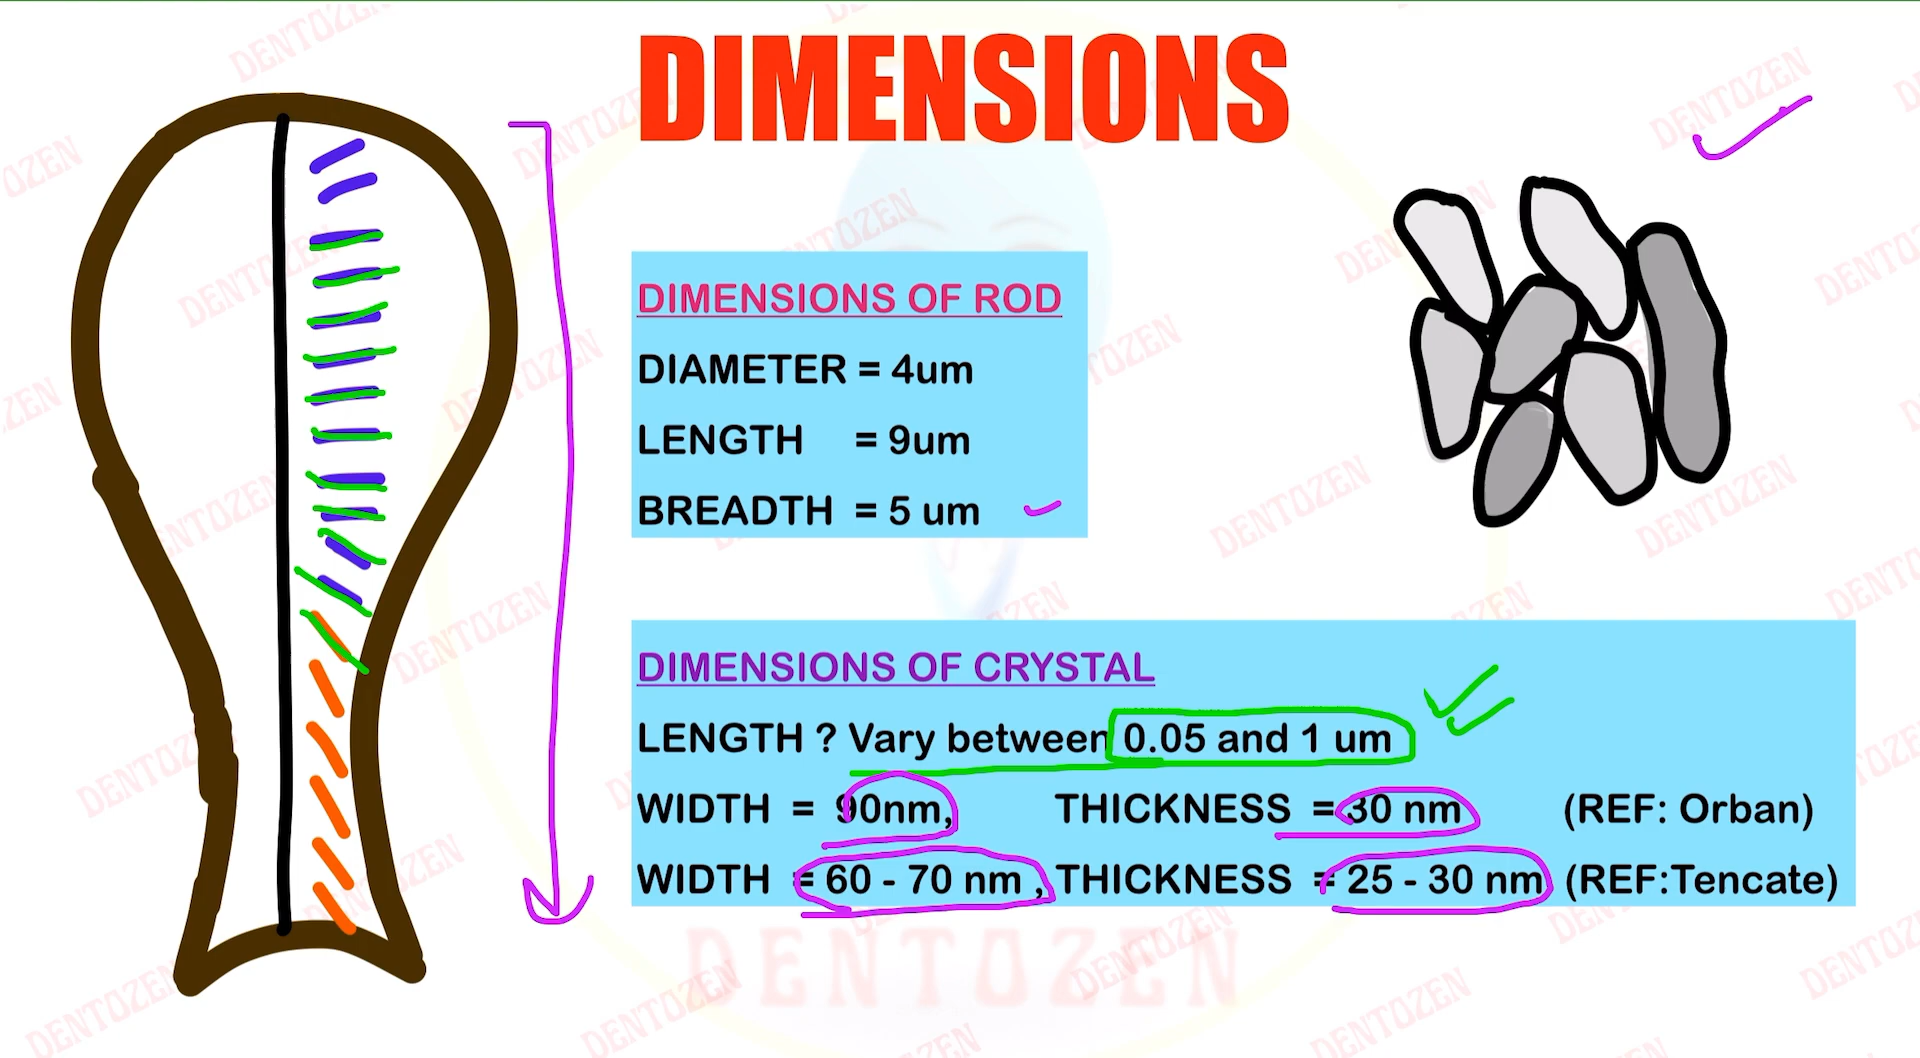 DIMENSIONS
DIMENSIONS OF ROD
DIAMETER = 4um
LENGTH = 9um
BREADTH = 5 um
DIMENSIONS OF CRYSTAL
LENGTH ? Vary between 0.05 and 1 um
WIDTH = 90nm, THICKNESS = 30 nm (REF: Orban)
WIDTH = 60 - 70 nm , THICKNESS = 25 - 30 nm (REF:Tencate)
DENTOZEN